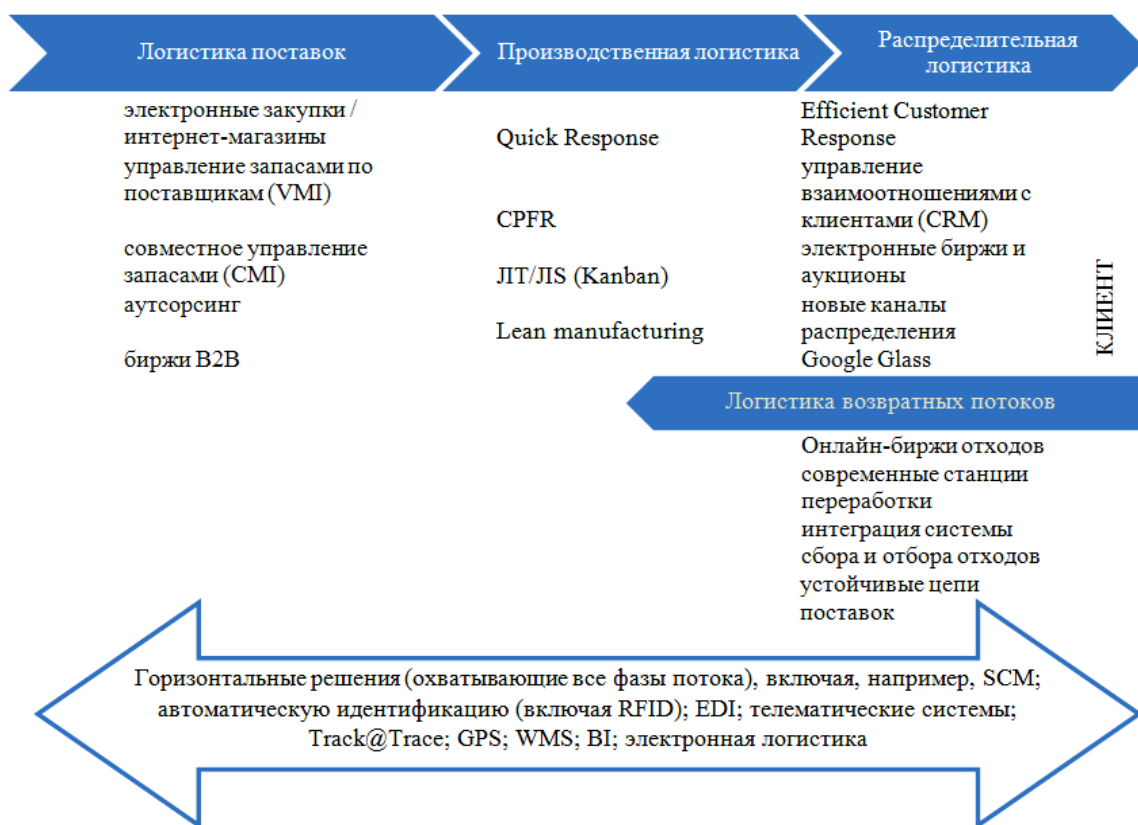 Логистика поставок
Производственная логистика
Распределительная
логистика
электронные закупки /
интернет-магазины
управление запасами по
поставщикам (VMI)
совместное управление
запасами (CMI)
аутсорсинг
биржи B2B
Quick Response
CPFR
ЛТ/ЛS (Kanban)
Lean manufacturing
Efficient Customer
Response
управление
взаимоотношениями с
клиентами (CRM)
электронные биржи и
аукционы
новые каналы
распределения
Google Glass
КЛИЕНТ
Логистика возвратных потоков
Онлайн-биржи отходов
современные станции
переработки
интеграция системы
сбора и отбора отходов
устойчивые цепи
поставок
Горизонтальные решения (охватывающие все фазы потока), включая, например, SCM;
автоматическую идентификацию (включая RFID); EDI; телематические системы;
Track@Trace; GPS; WMS; BI; электронная логистика